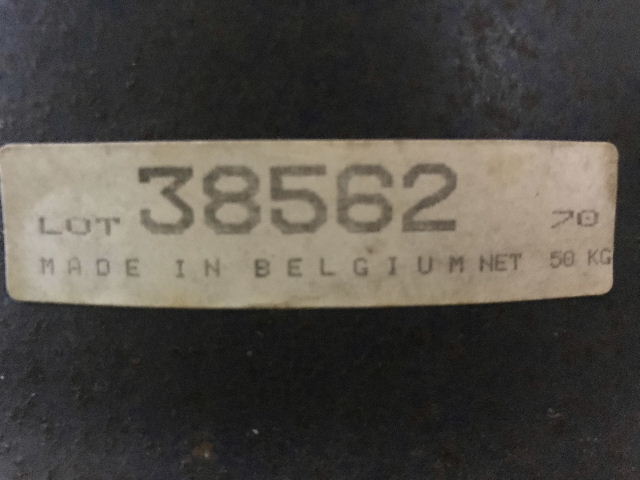 LOT 38562 70
MADE IN BELGIUM NET 50 KG